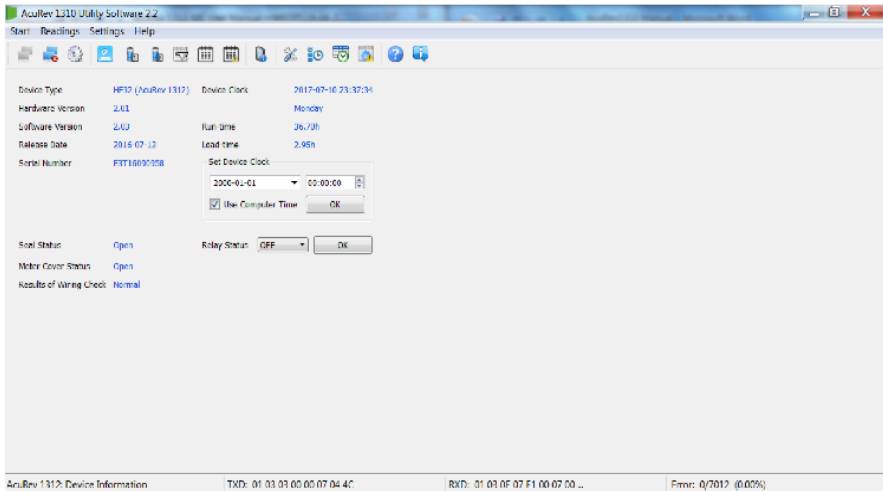 AcuRev 1310 Utility Software 2.2
Start Readings Settings Help
Device Type HF32 (AcuRev 1312) Device Clock 2017-07-10 23:37:34
Hardware Version 2.01 Monday
Software Version 2.03 Run-time 36.70h
Release Date 2016-07-12 Load-time 2.95h
Serial Number Set Device Clock
2000-01-01 00:00:00
Use Computer Time OK
Seal Status Open Relay Status OFF OK
Meter Cover Status Open
Results of Wiring Check Normal
AcuRev 1312: Device Information TXD: 01 03 03 00 00 07 04 4C RXD: 01 03 0E 07 E1 00 07 00 ... Error: 0/7012 (0.00%)